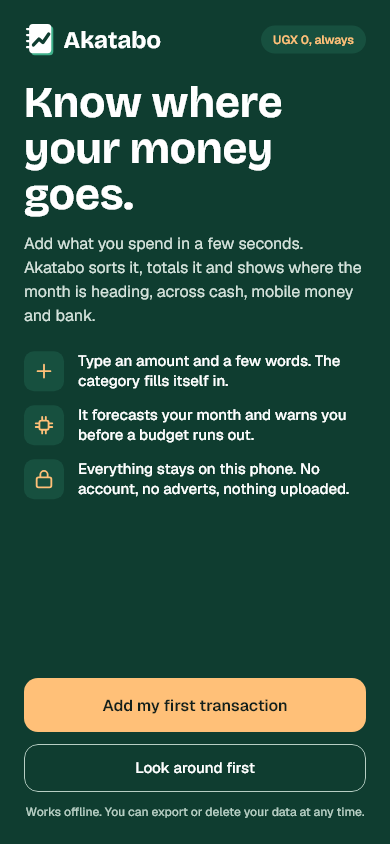 Akatabo
UGX 0, always
Know where
your money
goes.
Add what you spend in a few seconds.
Akatabo sorts it, totals it and shows where the
month is heading, across cash, mobile money
and bank.
Type an amount and a few words. The
category fills itself in.
It forecasts your month and warns you
before a budget runs out.
Everything stays on this phone. No
account, no adverts, nothing uploaded.
Add my first transaction
Look around first
Works offline. You can export or delete your data at any time.